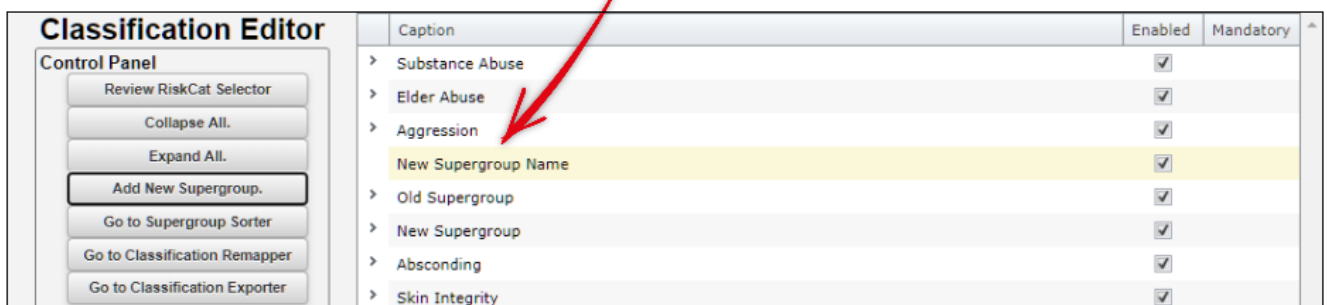 Classification Editor
Control Panel
Review RiskCat Selector
Collapse All.
Expand All.
Add New Supergroup.
Go to Supergroup Sorter
Go to Classification Remapper
Go to Classification Exporter
Caption Enabled Mandatory
Substance Abuse
Elder Abuse
Aggression
New Supergroup Name
Old Supergroup
New Supergroup
Absconding
Skin Integrity